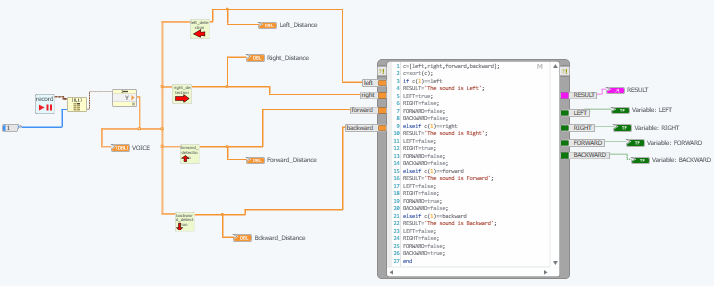 left_dete
ction
DBL
Left_Distance
DBL
Right_Distance
record
1
[0,1]
Y
right_de
tection
[DBL]
VOICE
forward_
detectio
n
DBL
Forward_Distance
backwar
d_detect
ion
DBL
Bckward_Distance
left
right
forward
backward
M
1 c=[left,right,forward,backward];
2 c=sort(c);
3 if c(1)==left
4 RESULT='The sound is Left';
5 LEFT=true;
6 RIGHT=false;
7 FORWARD=false;
8 BACKWARD=false;
9 elseif c(1)==right
10 RESULT='The sound is Right';
11 LEFT=false;
12 RIGHT=true;
13 FORWARD=false;
14 BACKWARD=false;
15 elseif c(1)==forward
16 RESULT='The sound is Forward';
17 LEFT=false;
18 RIGHT=false;
19 FORWARD=true;
20 BACKWARD=false;
21 elseif c(1)==backward
22 RESULT='The sound is Backward';
23 LEFT=false;
24 RIGHT=false;
25 FORWARD=false;
26 BACKWARD=true;
27 end
RESULT
RESULT
LEFT
TF
Variable: LEFT
RIGHT
TF
Variable: RIGHT
FORWARD
TF
Variable: FORWARD
BACKWARD
TF
Variable: BACKWARD